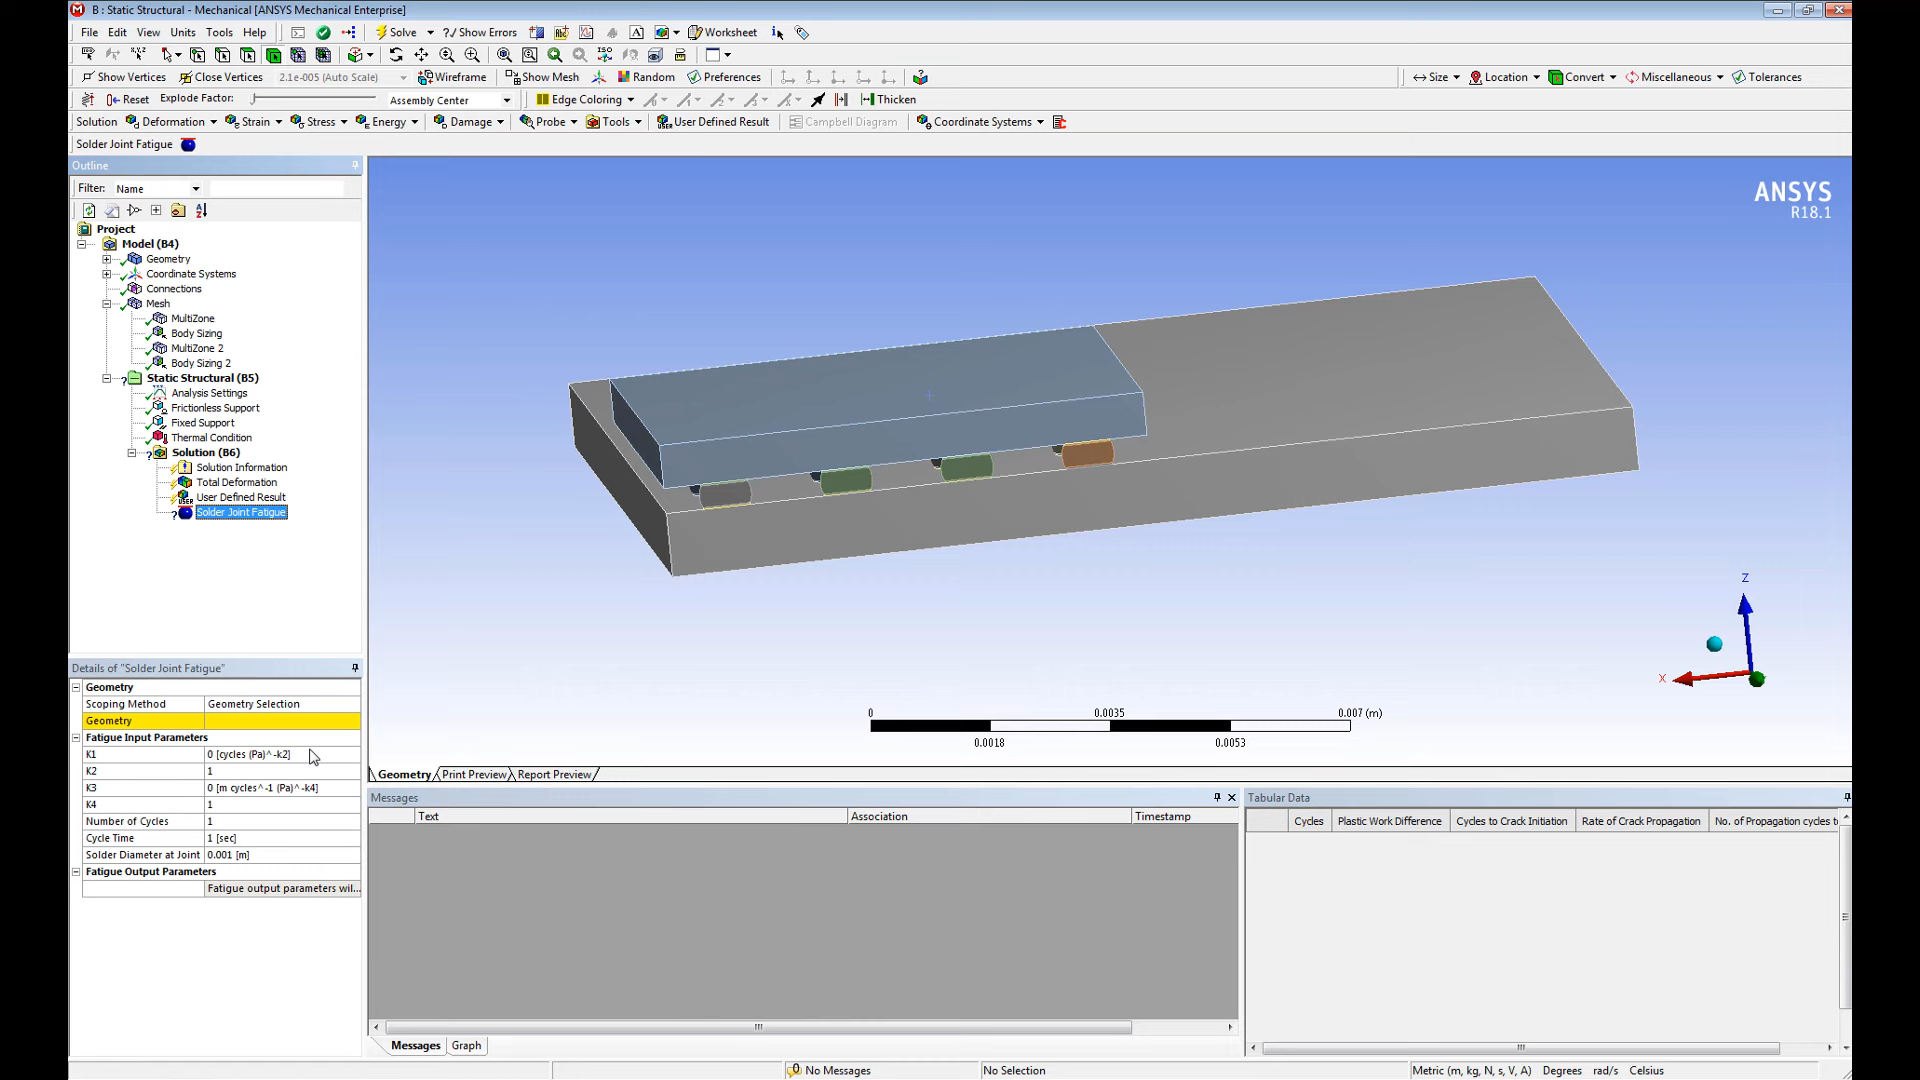 B : Static Structural - Mechanical [ANSYS Mechanical Enterprise]
File Edit View Units Tools Help Solve ?/ Show Errors Worksheet
Show Vertices Close Vertices 2.1e-005 (Auto Scale) Wireframe Show Mesh Random Preferences Size Location Convert Miscellaneous Tolerances
Reset Explode Factor: Assembly Center Edge Coloring Thicken
Solution Deformation Strain Stress Energy Damage Probe Tools User Defined Result Campbell Diagram Coordinate Systems
Solder Joint Fatigue
Outline
Filter: Name
Project
Model (B4)
Geometry
Coordinate Systems
Connections
Mesh
MultiZone
Body Sizing
MultiZone 2
Body Sizing 2
Static Structural (B5)
Analysis Settings
Frictionless Support
Fixed Support
Thermal Condition
Solution (B6)
Solution Information
Total Deformation
User Defined Result
Solder Joint Fatigue
ANSYS
R18.1
Z
X
0 0.0035 0.007 (m)
0.0018 0.0053
Details of "Solder Joint Fatigue"
Geometry
Scoping Method Geometry Selection
Geometry
Fatigue Input Parameters
K1 0 [cycles (Pa)^-k2]
K2 1
K3 0 [m cycles^-1 (Pa)^-k4]
K4 1
Number of Cycles 1
Cycle Time 1 [sec]
Solder Diameter at Joint 0.001 [m]
Fatigue Output Parameters
Fatigue output parameters wil...
Geometry Print Preview Report Preview
Messages
Text Association Timestamp
Messages Graph
Tabular Data
Cycles Plastic Work Difference Cycles to Crack Initiation Rate of Crack Propagation No. of Propagation cycles to
No Messages No Selection Metric (m, kg, N, s, V, A) Degrees rad/s Celsius